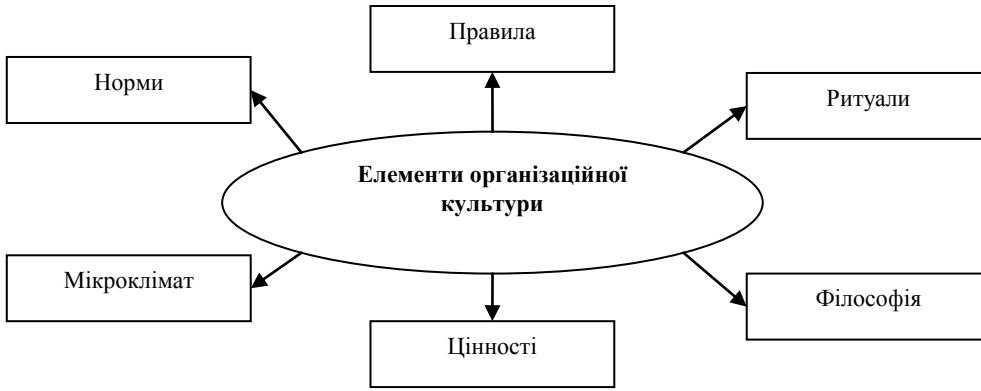 Правила
Норми
Ритуали
Елементи організаційної
культури
Мікроклімат
Філософія
Цінності